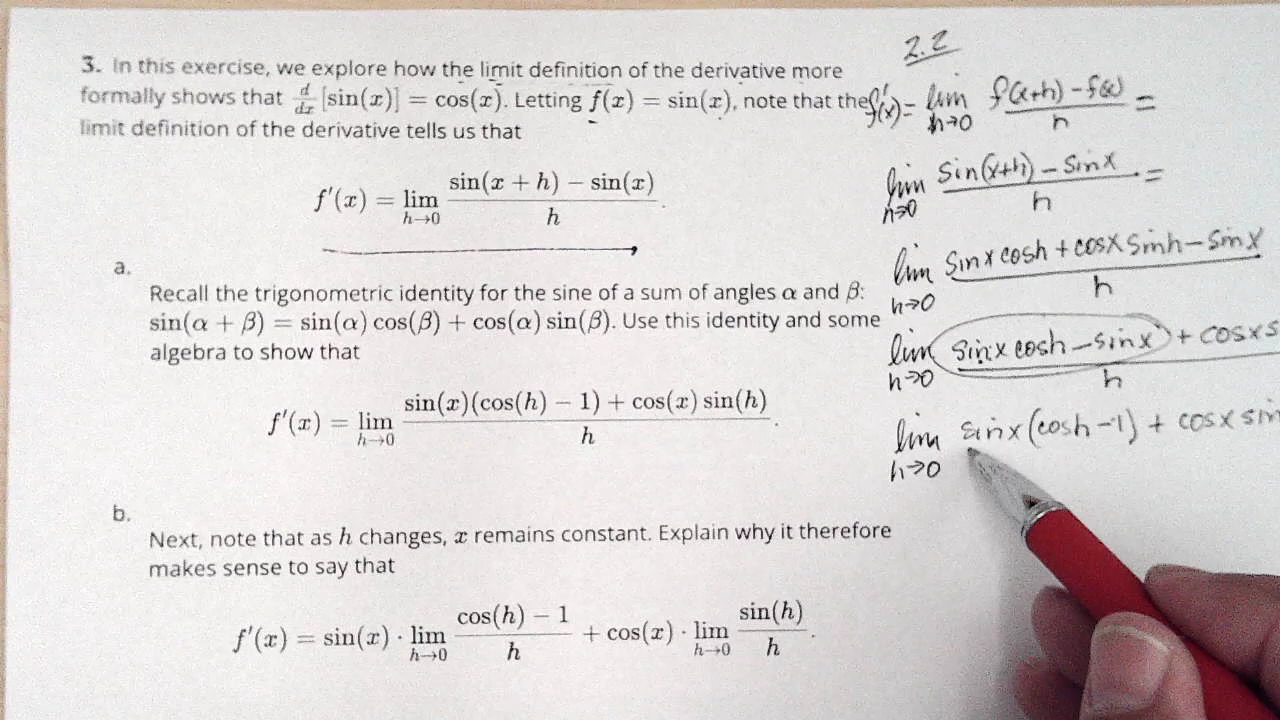 3. In this exercise, we explore how the limit definition of the derivative more
formally shows that d/dx [sin(x)] = cos(x). Letting f(x) = sin(x), note that the
limit definition of the derivative tells us that
f′(x) = lim h→0 (sin(x + h) − sin(x))/h.
a.
Recall the trigonometric identity for the sine of a sum of angles α and β:
sin(α + β) = sin(α) cos(β) + cos(α) sin(β). Use this identity and some
algebra to show that
f′(x) = lim h→0 (sin(x)(cos(h) − 1) + cos(x) sin(h))/h.
b.
Next, note that as h changes, x remains constant. Explain why it therefore
makes sense to say that
f′(x) = sin(x) · lim h→0 (cos(h) − 1)/h + cos(x) · lim h→0 sin(h)/h.
2.2
f′(x) = lim h→0 (f(x+h) − f(x))/h =
lim h→0 (sin(x+h) − sinx)/h =
lim h→0 (sinx cosh + cosx sinh − sinx)/h
lim h→0 (sinx cosh − sinx + cosx s)/h
lim h→0 sinx(cosh − 1) + cosx sin